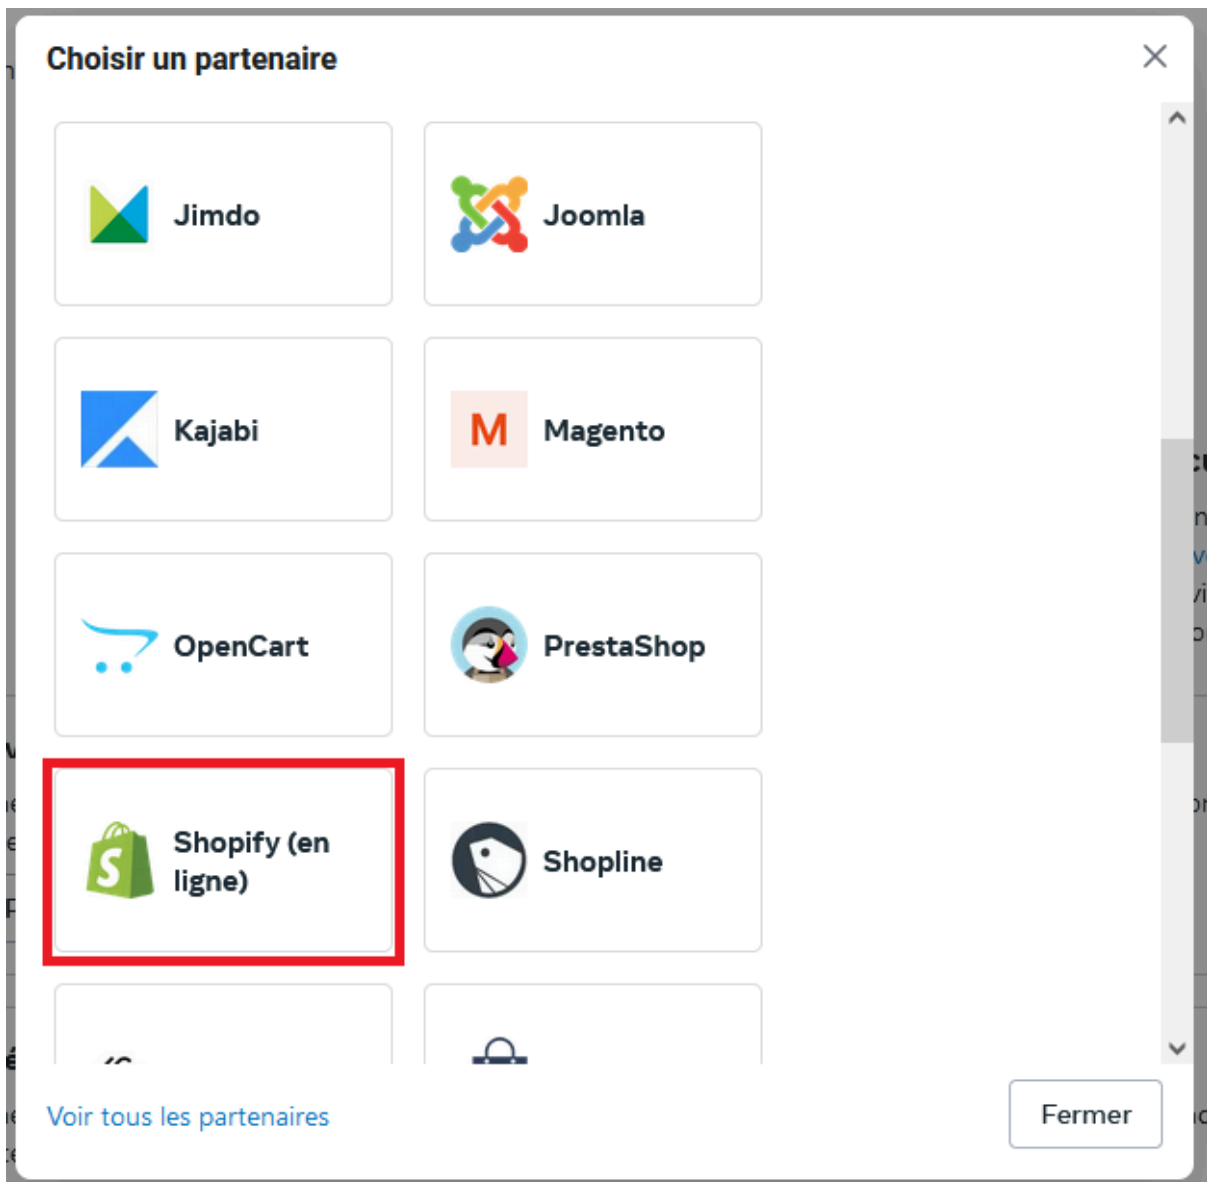 Choisir un partenaire
Jimdo
Joomla
Kajabi
M
Magento
OpenCart
PrestaShop
Shopify (en
ligne)
Shopline
Voir tous les partenaires
Fermer